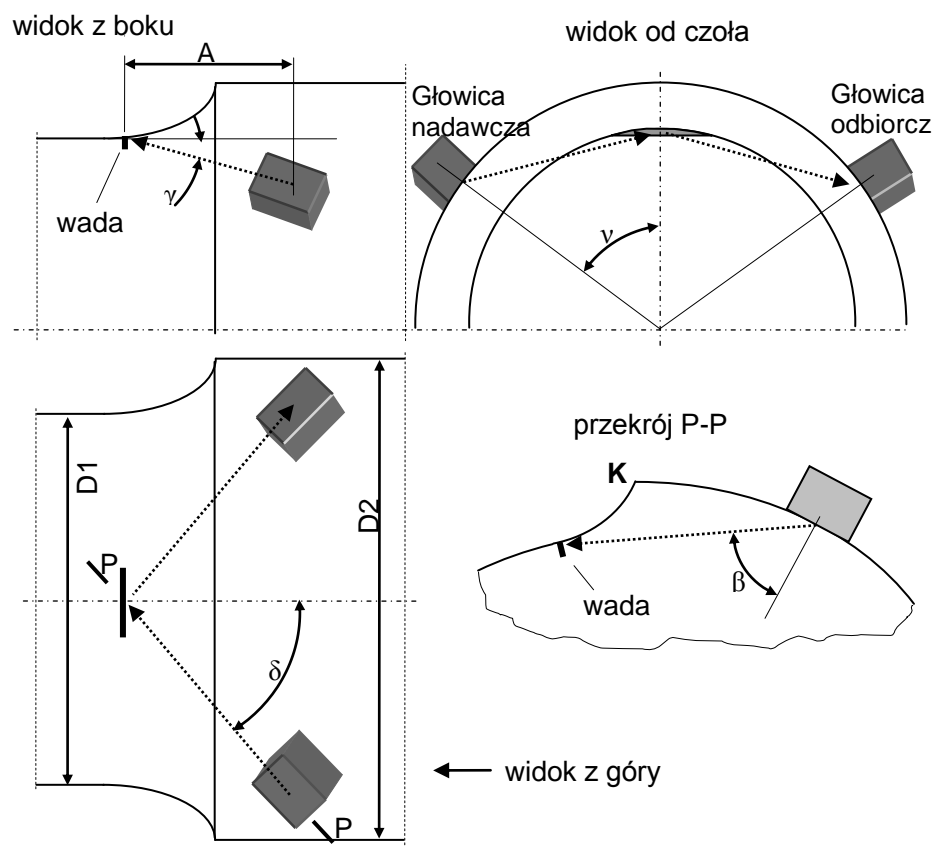 widok z boku
A
γ
wada
widok od czoła
Głowica
nadawcza
Głowica
odbiorcz
ν
D1
D2
P
δ
P
widok z góry
przekrój P-P
K
wada
β